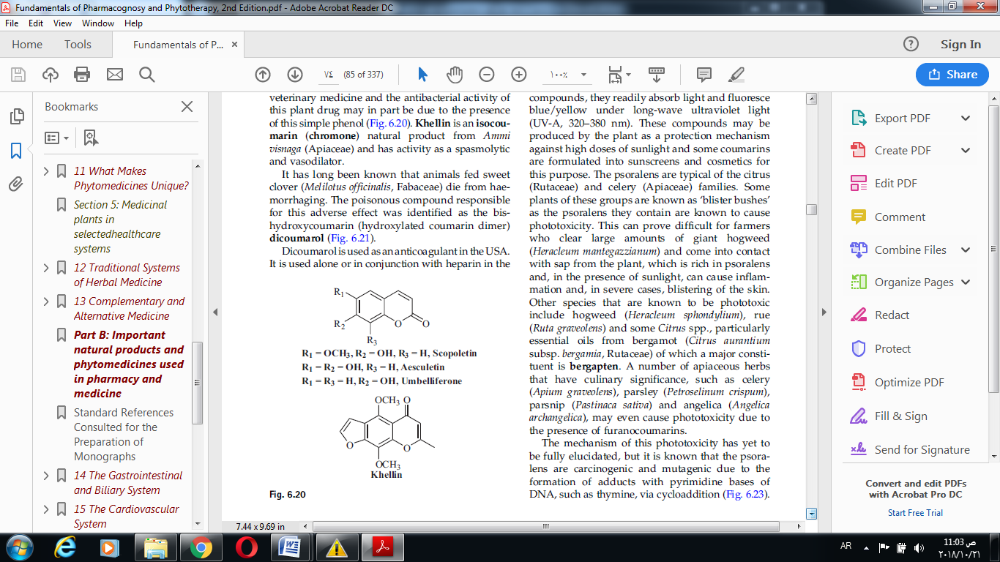 Fundamentals of Pharmacognosy and Phytotherapy, 2nd Edition.pdf - Adobe Acrobat Reader DC
File Edit View Window Help
Home Tools Fundamentals of P... × Sign In
٧٤ (85 of 337) ١٠٠٪ Share
Bookmarks
11 What Makes
Phytomedicines Unique?
Section 5: Medicinal
plants in
selectedhealthcare
systems
12 Traditional Systems
of Herbal Medicine
13 Complementary and
Alternative Medicine
Part B: Important
natural products and
phytomedicines used
in pharmacy and
medicine
Standard References
Consulted for the
Preparation of
Monographs
14 The Gastrointestinal
and Biliary System
15 The Cardiovascular
System
veterinary medicine and the antibacterial activity of
this plant drug may in part be due to the presence
of this simple phenol (Fig. 6.20). Khellin is an isocou-
marin (chromone) natural product from Ammi
visnaga (Apiaceae) and has activity as a spasmolytic
and vasodilator.
It has long been known that animals fed sweet
clover (Melilotus officinalis, Fabaceae) die from hae-
morrhaging. The poisonous compound responsible
for this adverse effect was identified as the bis-
hydroxycoumarin (hydroxylated coumarin dimer)
dicoumarol (Fig. 6.21).
Dicoumarol is used as an anticoagulant in the USA.
It is used alone or in conjunction with heparin in the
R1
R2
O
O
R3
R1 = OCH3, R2 = OH, R3 = H, Scopoletin
R1 = R2 = OH, R3 = H, Aesculetin
R1 = R3 = H, R2 = OH, Umbelliferone
OCH3 O
O
O
OCH3
Khellin
Fig. 6.20
compounds, they readily absorb light and fluoresce
blue/yellow under long-wave ultraviolet light
(UV-A, 320–380 nm). These compounds may be
produced by the plant as a protection mechanism
against high doses of sunlight and some coumarins
are formulated into sunscreens and cosmetics for
this purpose. The psoralens are typical of the citrus
(Rutaceae) and celery (Apiaceae) families. Some
plants of these groups are known as ‘blister bushes’
as the psoralens they contain are known to cause
phototoxicity. This can prove difficult for farmers
who clear large amounts of giant hogweed
(Heracleum mantegazzianum) and come into contact
with sap from the plant, which is rich in psoralens
and, in the presence of sunlight, can cause inflam-
mation and, in severe cases, blistering of the skin.
Other species that are known to be phototoxic
include hogweed (Heracleum sphondylium), rue
(Ruta graveolens) and some Citrus spp., particularly
essential oils from bergamot (Citrus aurantium
subsp. bergamia, Rutaceae) of which a major consti-
tuent is bergapten. A number of apiaceous herbs
that have culinary significance, such as celery
(Apium graveolens), parsley (Petroselinum crispum),
parsnip (Pastinaca sativa) and angelica (Angelica
archangelica), may even cause phototoxicity due to
the presence of furanocoumarins.
The mechanism of this phototoxicity has yet to
be fully elucidated, but it is known that the psora-
lens are carcinogenic and mutagenic due to the
formation of adducts with pyrimidine bases of
DNA, such as thymine, via cycloaddition (Fig. 6.23).
7.44 x 9.69 in
Export PDF
Create PDF
Edit PDF
Comment
Combine Files
Organize Pages
Redact
Protect
Optimize PDF
Fill & Sign
Send for Signature
Convert and edit PDFs
with Acrobat Pro DC
Start Free Trial
AR
11:03 ص
٢٠١٨/١٠/٢١